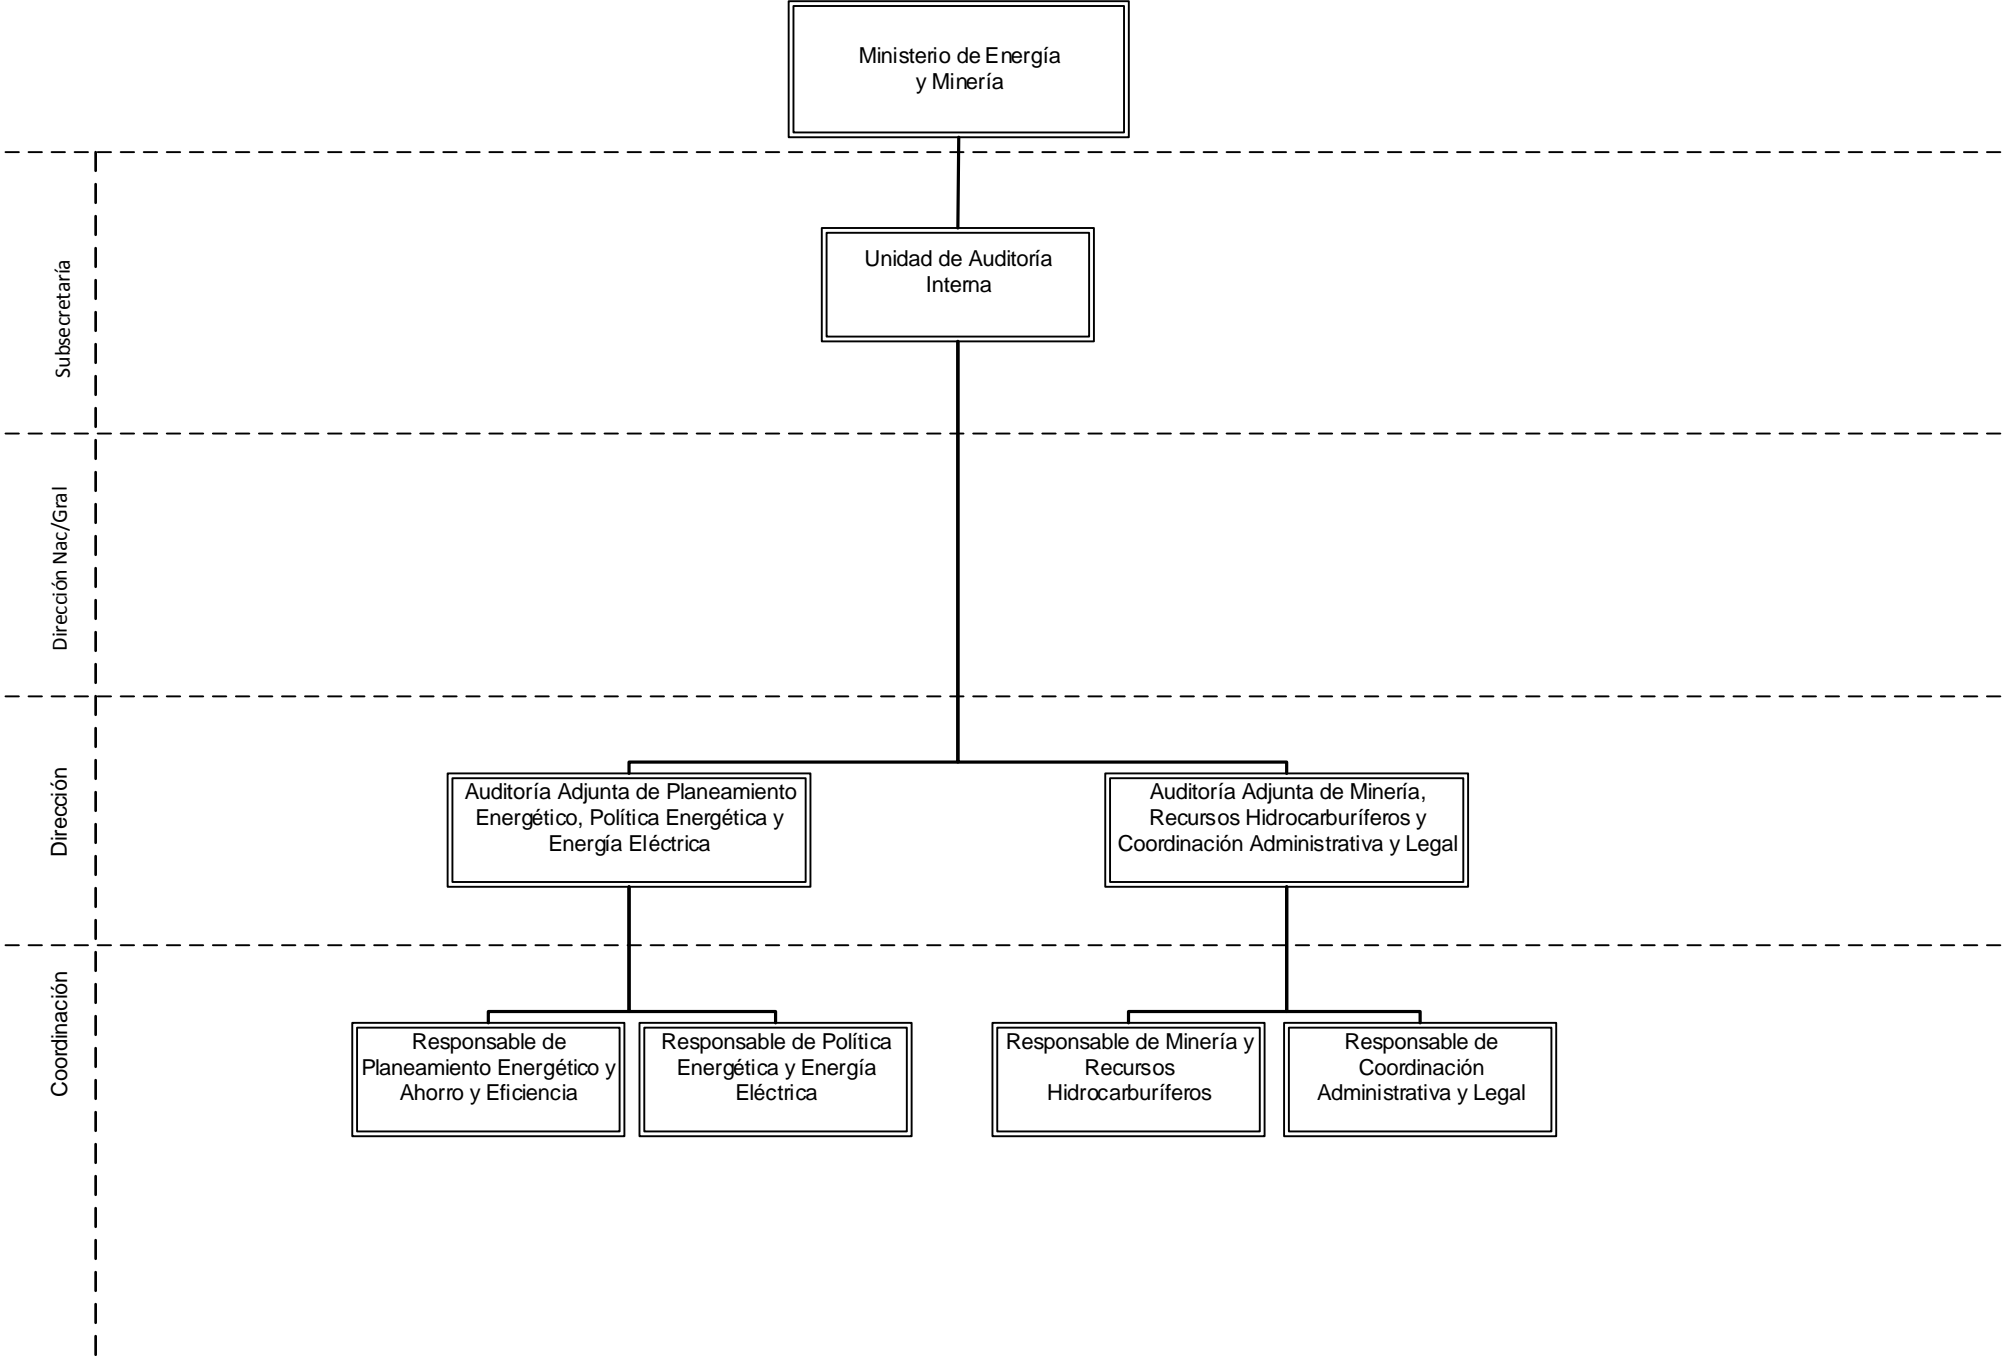 Ministerio de Energía
y Minería
Subsecretaría
Unidad de Auditoría
Interna
Dirección Nac/Gral
Dirección
Auditoría Adjunta de Planeamiento
Energético, Política Energética y
Energía Eléctrica
Auditoría Adjunta de Minería,
Recursos Hidrocarburíferos y
Coordinación Administrativa y Legal
Coordinación
Responsable de
Planeamiento Energético y
Ahorro y Eficiencia
Responsable de Política
Energética y Energía
Eléctrica
Responsable de Minería y
Recursos
Hidrocarburíferos
Responsable de
Coordinación
Administrativa y Legal